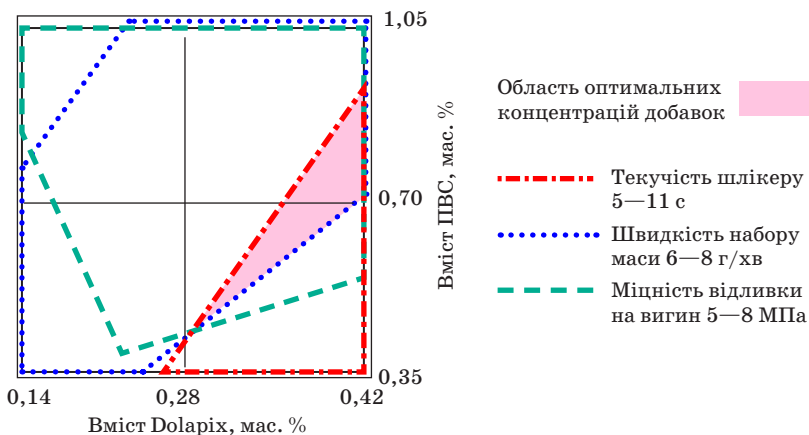 1,05
0,70
0,35
Вміст ПВС, мас. %
0,14 0,28 0,42
Вміст Dolapix, мас. %
Область оптимальних
концентрацій добавок
Текучість шлікеру
5—11 с
Швидкість набору
маси 6—8 г/хв
Міцність відливки
на вигин 5—8 МПа